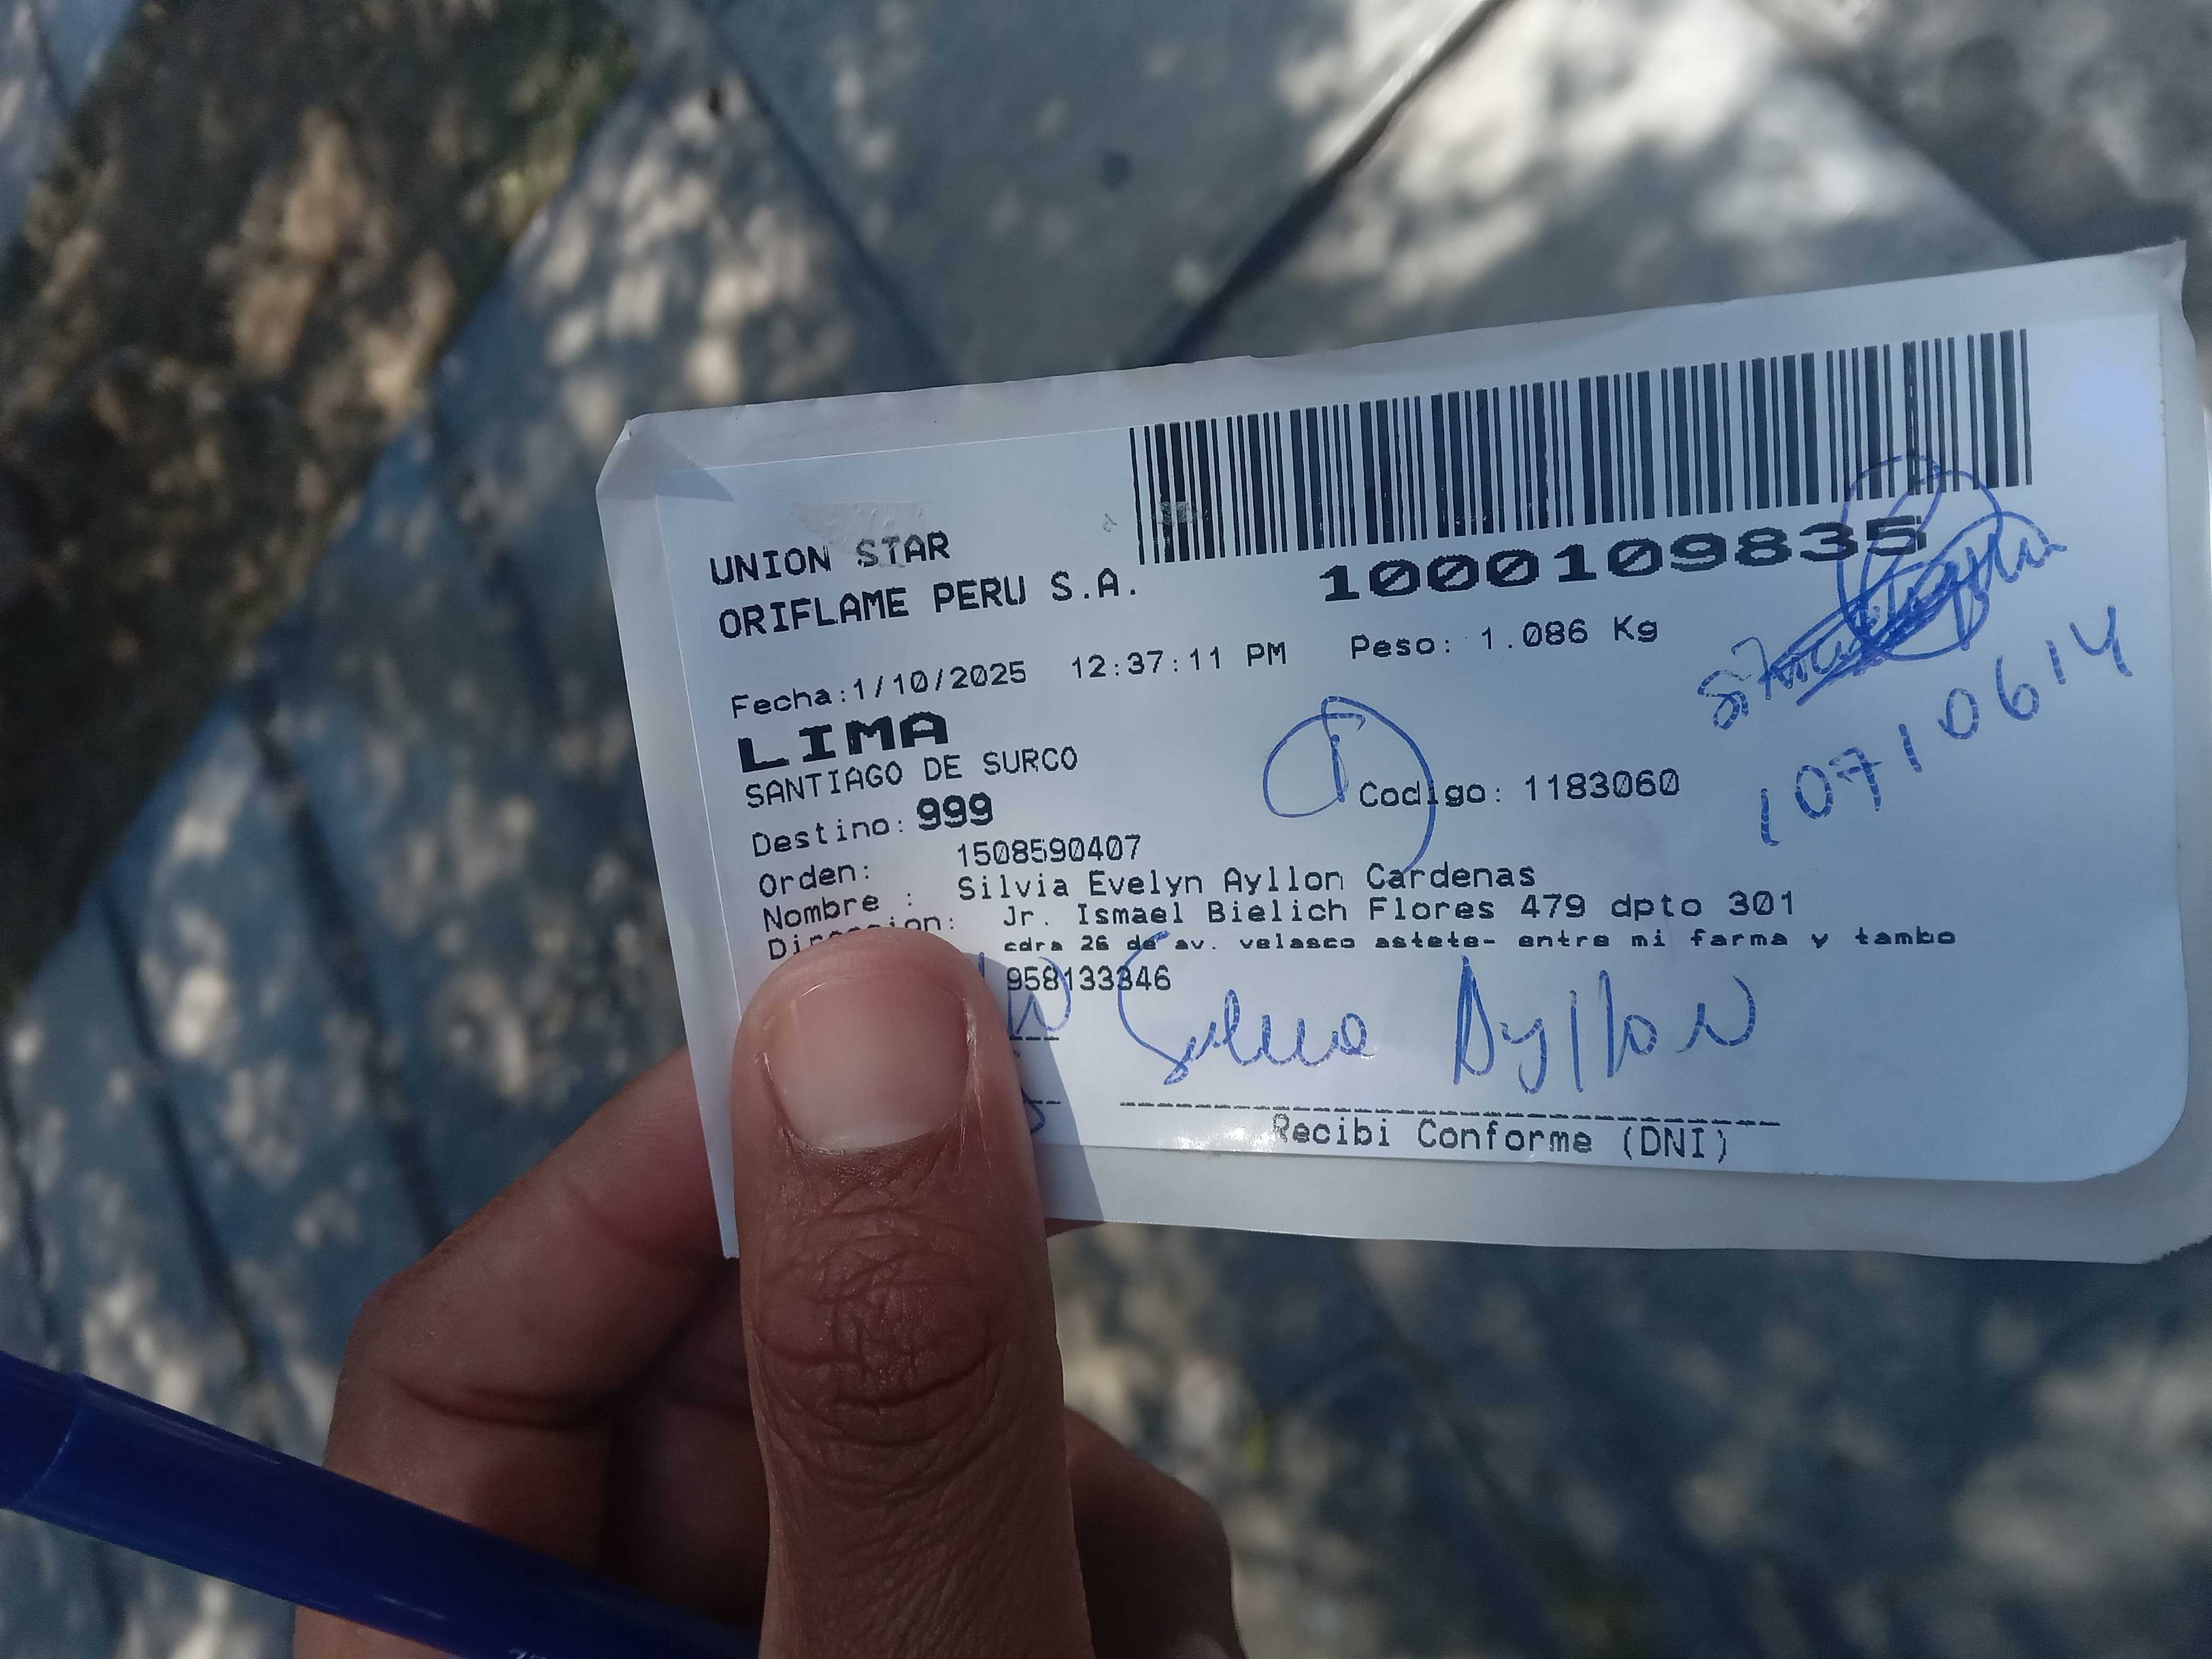 UNION STAR
ORIFLAME PERU S.A.
1000109835
Fecha:1/10/2025 12:37:11 PM Peso: 1.086 Kg
LIMA
SANTIAGO DE SURCO
10710614
Destino: 999 Codigo: 1183060
Orden: 1508590407
Nombre : Silvia Evelyn Ayllon Cardenas
Jr. Ismael Bielich Flores 479 dpto 301
cdra 26 de av. velasco astete- entre mi farma y tambo
958133346
Silvia Ayllon
Recibi Conforme (DNI)